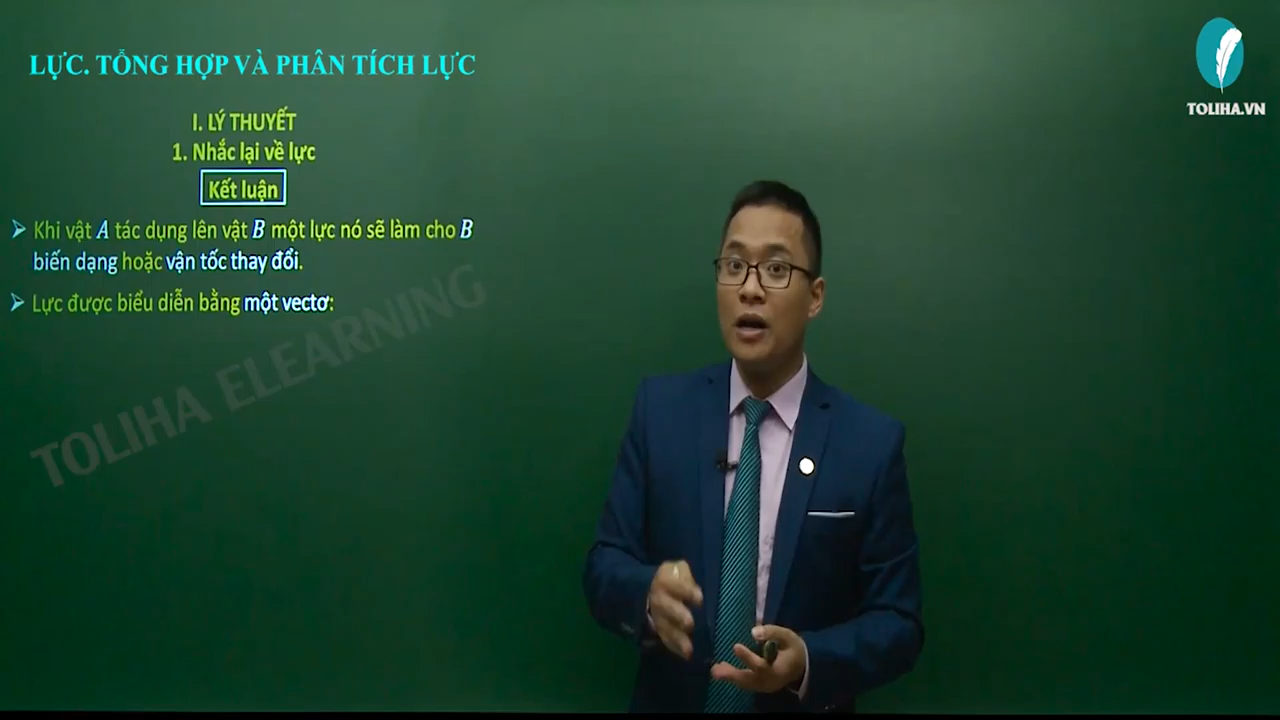 LỰC. TỔNG HỢP VÀ PHÂN TÍCH LỰC
TOLIHA.VN
I. LÝ THUYẾT
1. Nhắc lại về lực
Kết luận
Khi vật A tác dụng lên vật B một lực nó sẽ làm cho B
biến dạng hoặc vận tốc thay đổi.
Lực được biểu diễn bằng một vectơ:
TOLIHA ELEARNING